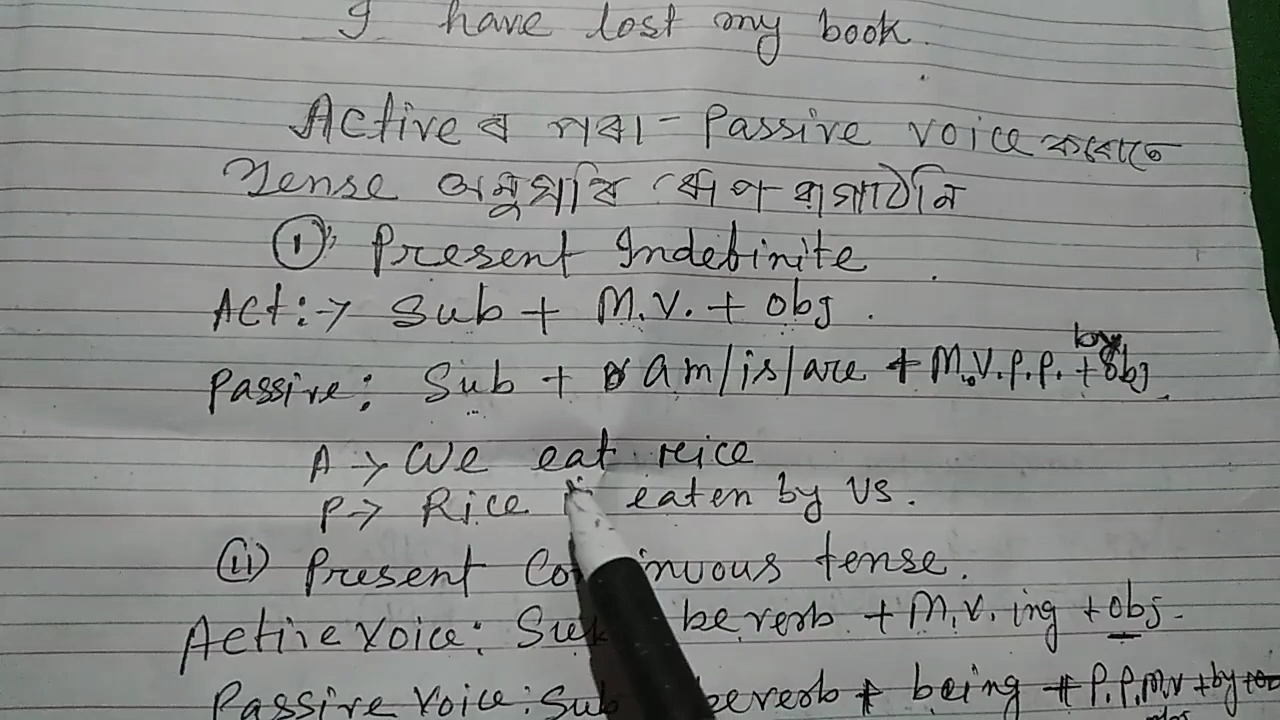 I have lost my book.
Active ৰ পৰা - Passive voice কৰোতে
Tense অনুযায়ি
(i) Present Indefinite
Act :-> Sub + M.V. + obj.
Passive: Sub + am/is/are + M.V.P.P. + by obj.
A -> We eat reice
P -> Rice is eaten by us.
(ii) Present Continuous tense.
Active Voice: Sub be verb + M.V. ing + obj.
Passive Voice: Sub be verb + being + P.P.M.V + by +